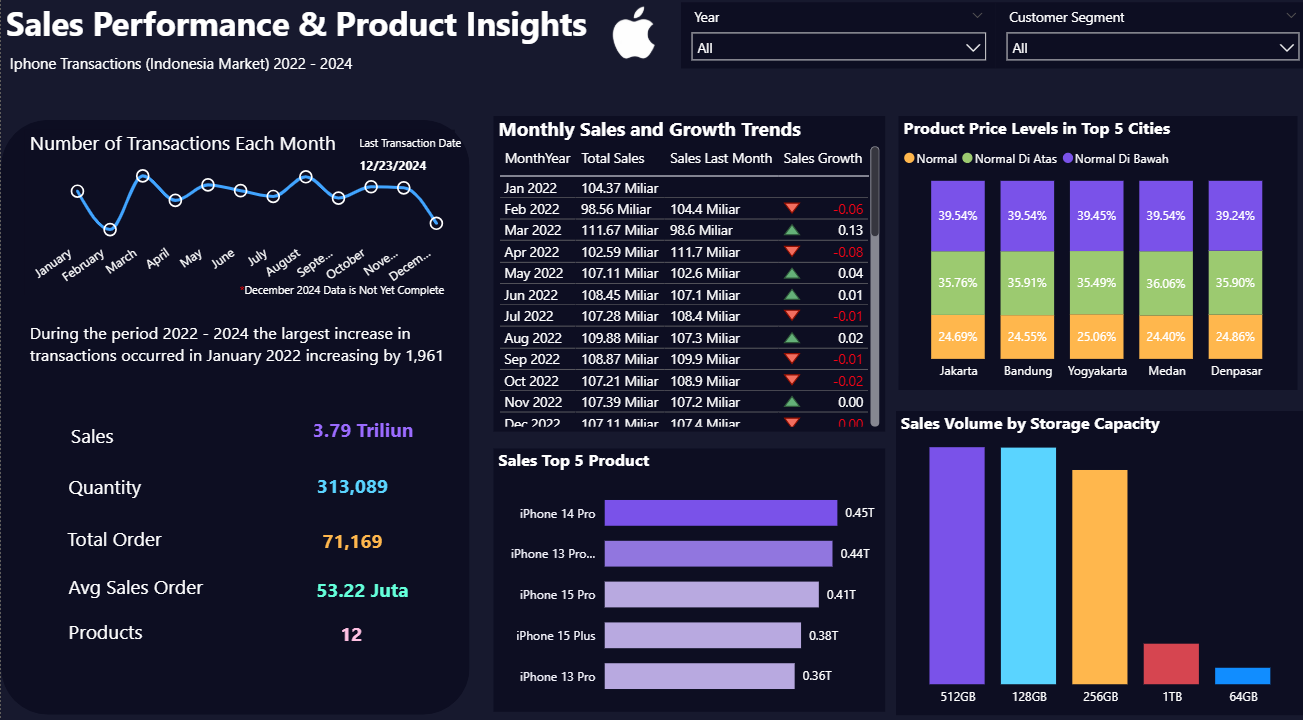 Sales Performance & Product Insights
Iphone Transactions (Indonesia Market) 2022 - 2024
Year
All
Customer Segment
All
Number of Transactions Each Month
Last Transaction Date
12/23/2024
January
February
March
April
May
June
July
August
Septe...
October
Nove...
Decem...
*December 2024 Data is Not Yet Complete
During the period 2022 - 2024 the largest increase in
transactions occurred in January 2022 increasing by 1,961
Sales 3.79 Triliun
Quantity 313,089
Total Order 71,169
Avg Sales Order 53.22 Juta
Products 12
Monthly Sales and Growth Trends
MonthYear Total Sales Sales Last Month Sales Growth
Jan 2022 104.37 Miliar
Feb 2022 98.56 Miliar 104.4 Miliar -0.06
Mar 2022 111.67 Miliar 98.6 Miliar 0.13
Apr 2022 102.59 Miliar 111.7 Miliar -0.08
May 2022 107.11 Miliar 102.6 Miliar 0.04
Jun 2022 108.45 Miliar 107.1 Miliar 0.01
Jul 2022 107.28 Miliar 108.4 Miliar -0.01
Aug 2022 109.88 Miliar 107.3 Miliar 0.02
Sep 2022 108.87 Miliar 109.9 Miliar -0.01
Oct 2022 107.21 Miliar 108.9 Miliar -0.02
Nov 2022 107.39 Miliar 107.2 Miliar 0.00
Dec 2022 107.11 Miliar 107.4 Miliar 0.00
Sales Top 5 Product
iPhone 14 Pro 0.45T
iPhone 13 Pro... 0.44T
iPhone 15 Pro 0.41T
iPhone 15 Plus 0.38T
iPhone 13 Pro 0.36T
Product Price Levels in Top 5 Cities
Normal Normal Di Atas Normal Di Bawah
39.54% 39.54% 39.45% 39.54% 39.24%
35.76% 35.91% 35.49% 36.06% 35.90%
24.69% 24.55% 25.06% 24.40% 24.86%
Jakarta Bandung Yogyakarta Medan Denpasar
Sales Volume by Storage Capacity
512GB 128GB 256GB 1TB 64GB